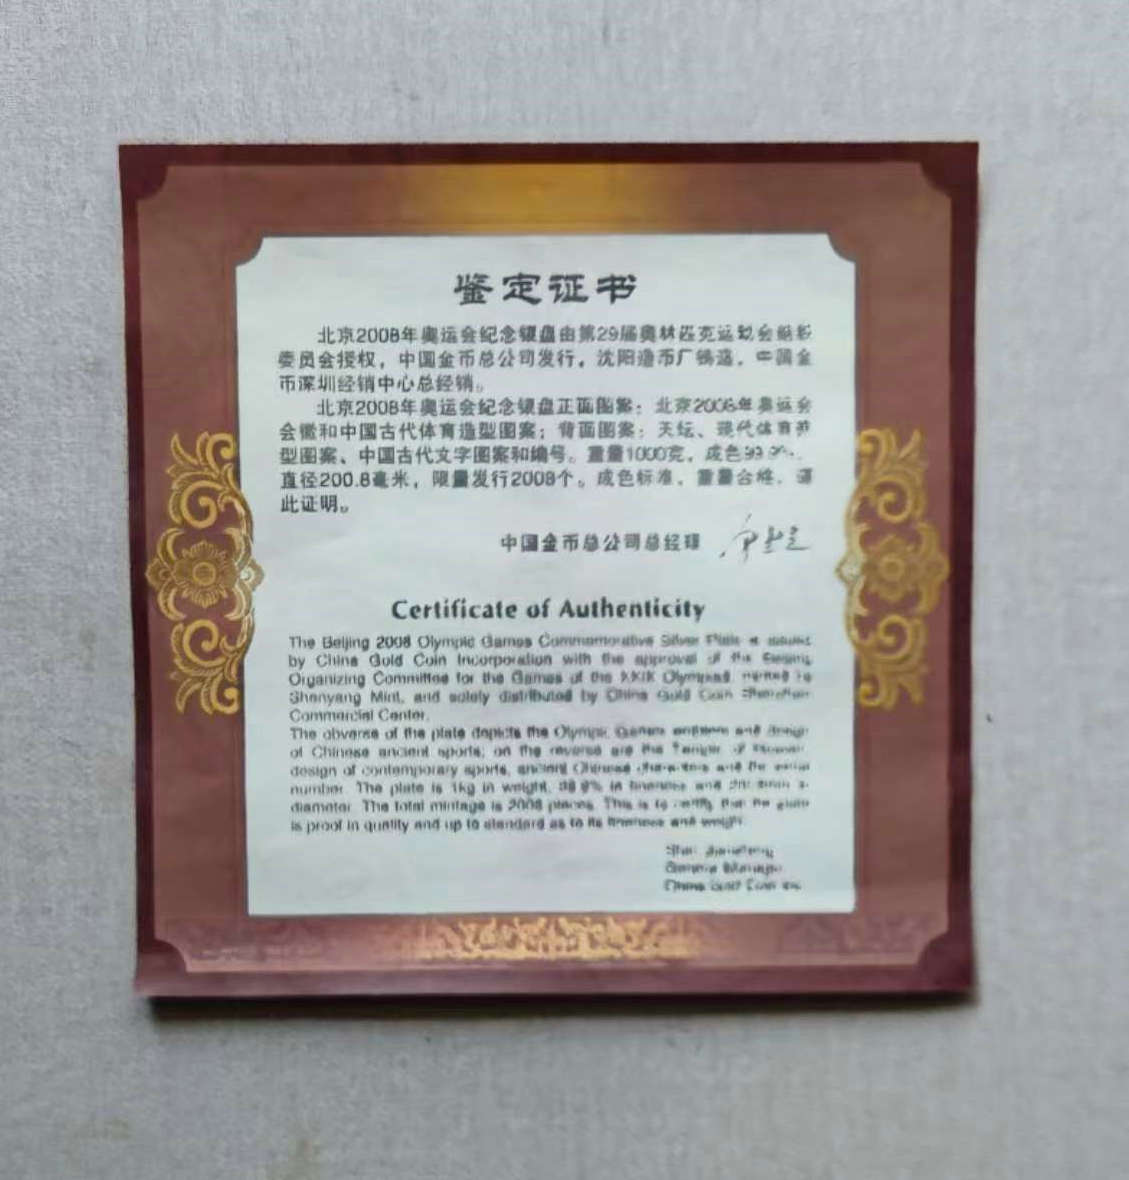 鉴定证书
北京2008年奥运会纪念银盘由第29届奥林匹克运动会组织
委员会授权，中国金币总公司发行，沈阳造币厂铸造，中国金
币深圳经销中心总经销。
北京2008年奥运会纪念银盘正面图案：北京2008年奥运会
会徽和中国古代体育造型图案；背面图案：天坛、现代体育造
型图案、中国古代文字图案和编号。重量1000克，成色99.9%，
直径200.8毫米，限量发行2008个。成色标准，重量合格，谨
此证明。
中国金币总公司总经理
Certificate of Authenticity
The Beijing 2008 Olympic Games Commemorative Silver Plate is issued
by China Gold Coin Incorporation with the approval of the Beijing
Organizing Committee for the Games of the XXIX Olympiad, minted
Shenyang Mint, and solely distributed by China Gold Coin Shenzhen
Commercial Center.
The obverse of the plate depicts the Olympic Games emblem and design
of Chinese ancient sports; on the reverse are the Temple of Heaven,
design of contemporary sports, ancient Chinese characters and the serial
number. The plate is 1kg in weight, 99.9% in fineness and
diameter. The total mintage is 2008 pieces. This is to certify that the plate
is proof in quality and up to standard as to its fineness and weight.
General Manager
China Gold Coin Inc.